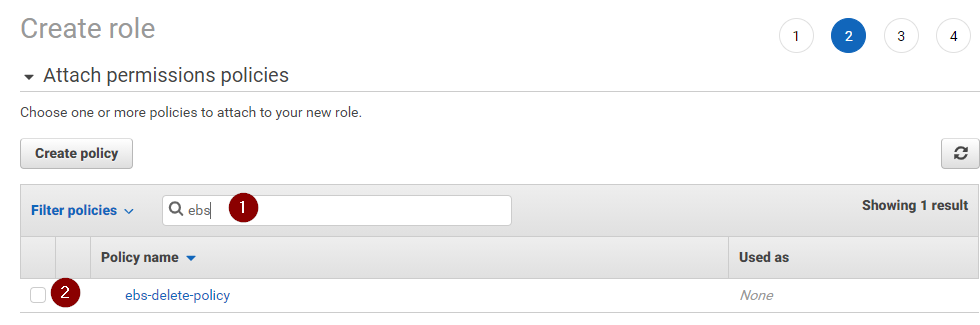 Create role
1 2 3 4
Attach permissions policies
Choose one or more policies to attach to your new role.
Create policy
Filter policies ebs 1 Showing 1 result
Policy name Used as
2 ebs-delete-policy None